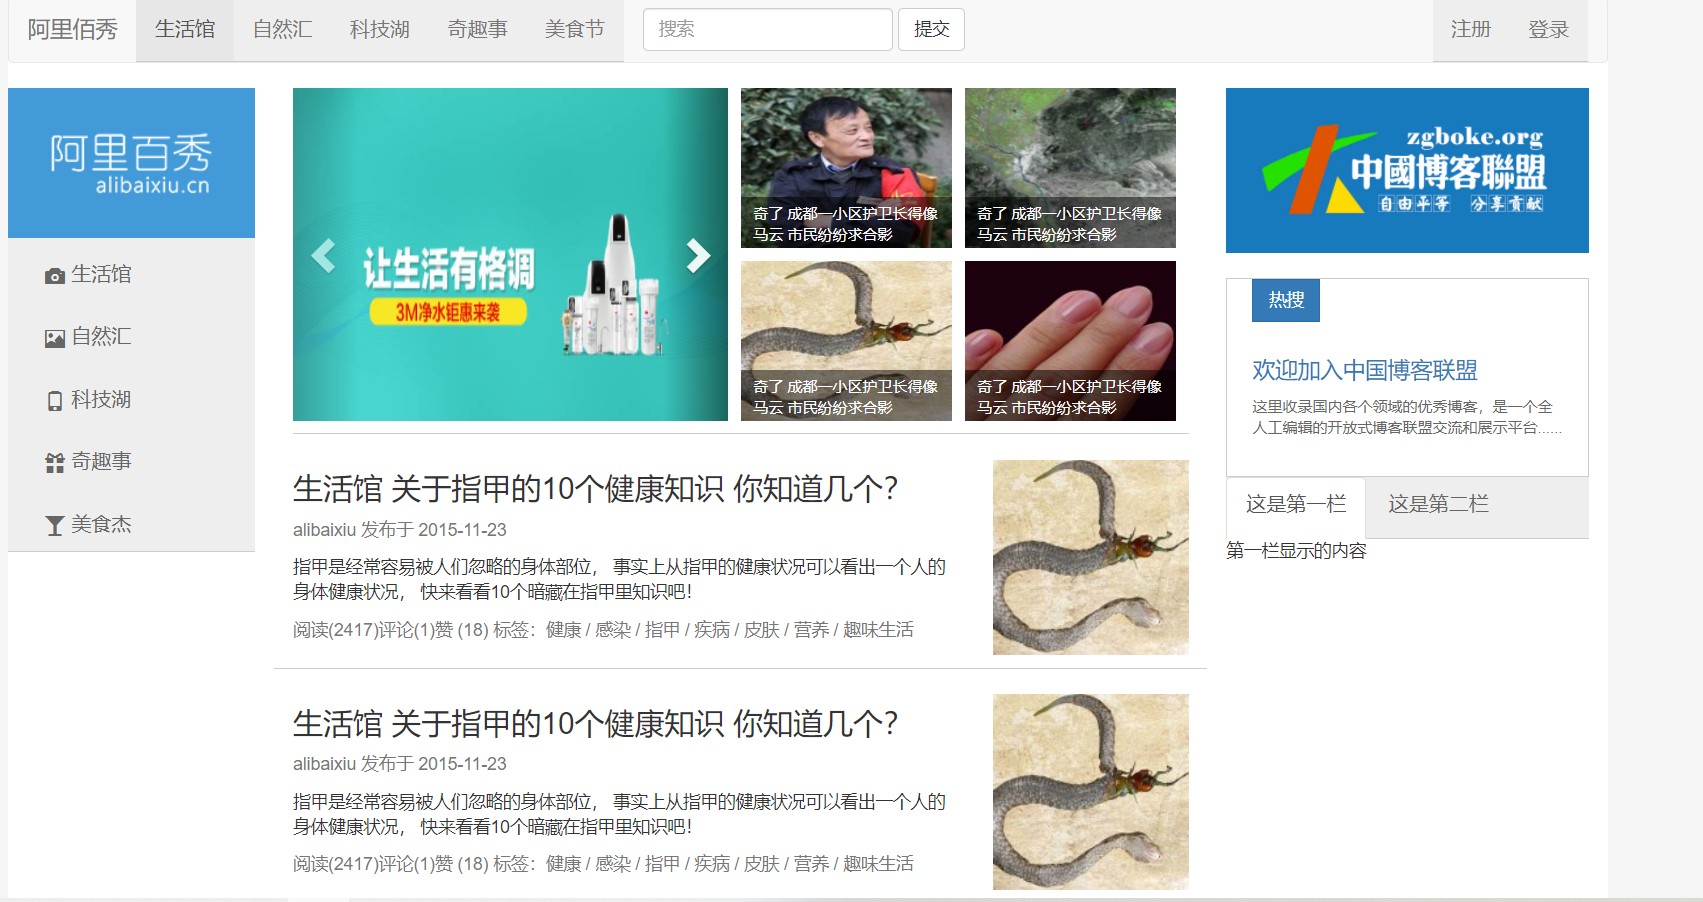 阿里佰秀 生活馆 自然汇 科技湖 奇趣事 美食节 搜索 提交 注册 登录
阿里百秀
alibaixiu.cn
生活馆
自然汇
科技湖
奇趣事
美食杰
让生活有格调
3M净水钜惠来袭
奇了 成都一小区护卫长得像
马云 市民纷纷求合影
奇了 成都一小区护卫长得像
马云 市民纷纷求合影
奇了 成都一小区护卫长得像
马云 市民纷纷求合影
奇了 成都一小区护卫长得像
马云 市民纷纷求合影
生活馆 关于指甲的10个健康知识 你知道几个?
alibaixiu 发布于 2015-11-23
指甲是经常容易被人们忽略的身体部位， 事实上从指甲的健康状况可以看出一个人的
身体健康状况， 快来看看10个暗藏在指甲里知识吧!
阅读(2417)评论(1)赞 (18) 标签：健康 / 感染 / 指甲 / 疾病 / 皮肤 / 营养 / 趣味生活
生活馆 关于指甲的10个健康知识 你知道几个?
alibaixiu 发布于 2015-11-23
指甲是经常容易被人们忽略的身体部位， 事实上从指甲的健康状况可以看出一个人的
身体健康状况， 快来看看10个暗藏在指甲里知识吧!
阅读(2417)评论(1)赞 (18) 标签：健康 / 感染 / 指甲 / 疾病 / 皮肤 / 营养 / 趣味生活
zgboke.org
中國博客聯盟
自由平等 分享貢献
热搜
欢迎加入中国博客联盟
这里收录国内各个领域的优秀博客，是一个全
人工编辑的开放式博客联盟交流和展示平台......
这是第一栏 这是第二栏
第一栏显示的内容